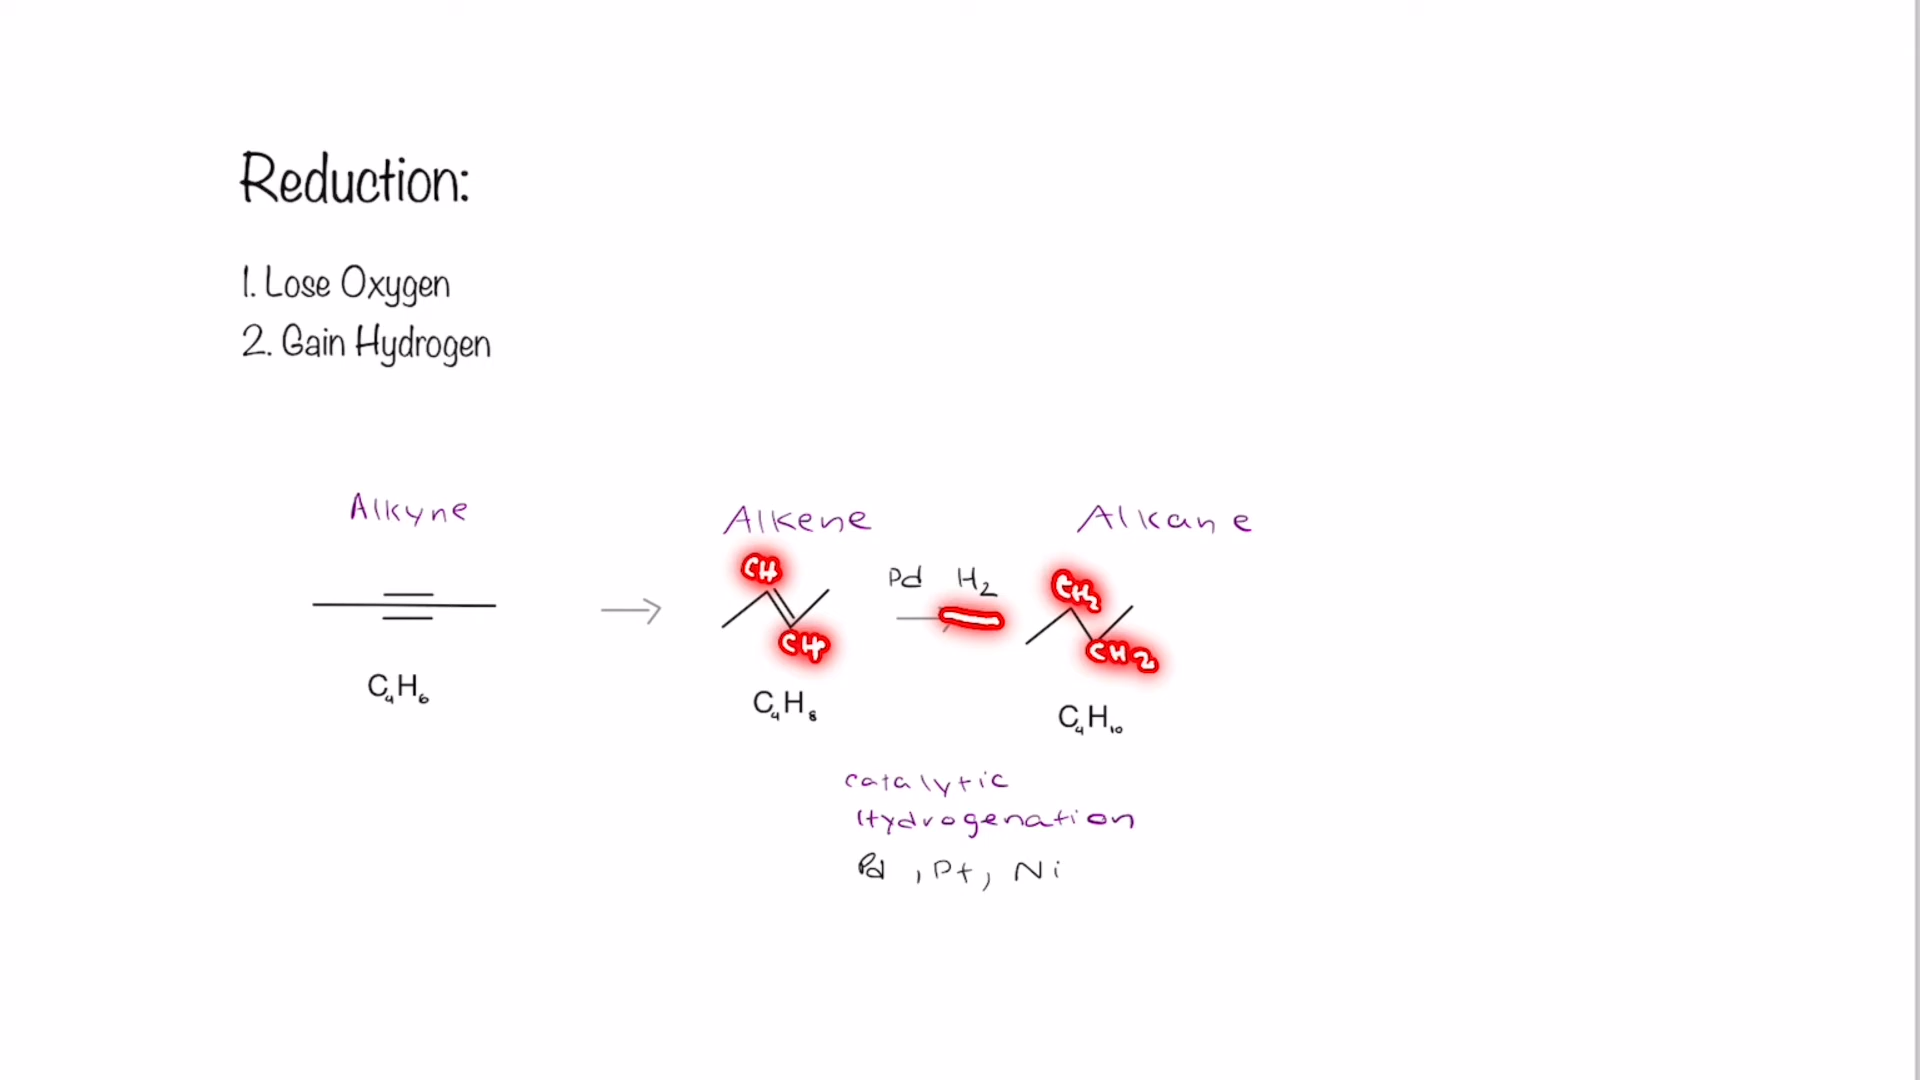 Reduction:
1. Lose Oxygen
2. Gain Hydrogen
Alkyne
Alkene
Alkane
CH
Pd H₂
CH₂
CH
CH2
C₄H₆
C₄H₈
C₄H₁₀
catalytic
Hydrogenation
Pd , Pt, Ni